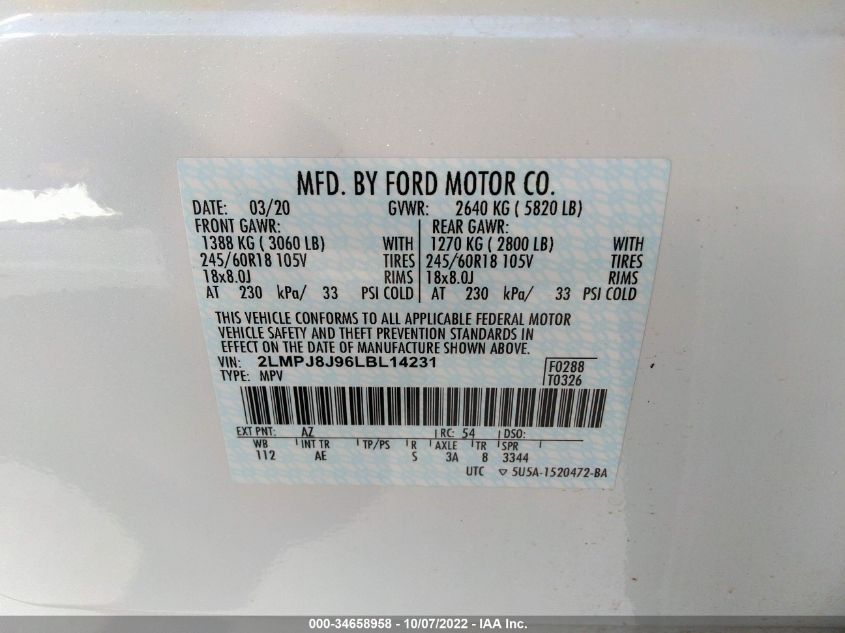 MFD. BY FORD MOTOR CO.
DATE: 03/20 GVWR: 2640 KG ( 5820 LB)
FRONT GAWR: REAR GAWR:
1388 KG ( 3060 LB) WITH 1270 KG ( 2800 LB) WITH
245/60R18 105V TIRES 245/60R18 105V TIRES
18x8.0J RIMS 18x8.0J RIMS
AT 230 kPa/ 33 PSI COLD AT 230 kPa/ 33 PSI COLD
THIS VEHICLE CONFORMS TO ALL APPLICABLE FEDERAL MOTOR
VEHICLE SAFETY AND THEFT PREVENTION STANDARDS IN
EFFECT ON THE DATE OF MANUFACTURE SHOWN ABOVE.
VIN: 2LMPJ8J96LBL14231 F0288
TYPE: MPV T0326
EXT PNT: AZ RC: 54 DSO:
WB INT TR TP/PS R AXLE TR SPR
112 AE S 3A 8 3344
UTC ▽ 5U5A-1520472-BA
000-34658958 - 10/07/2022 - IAA Inc.